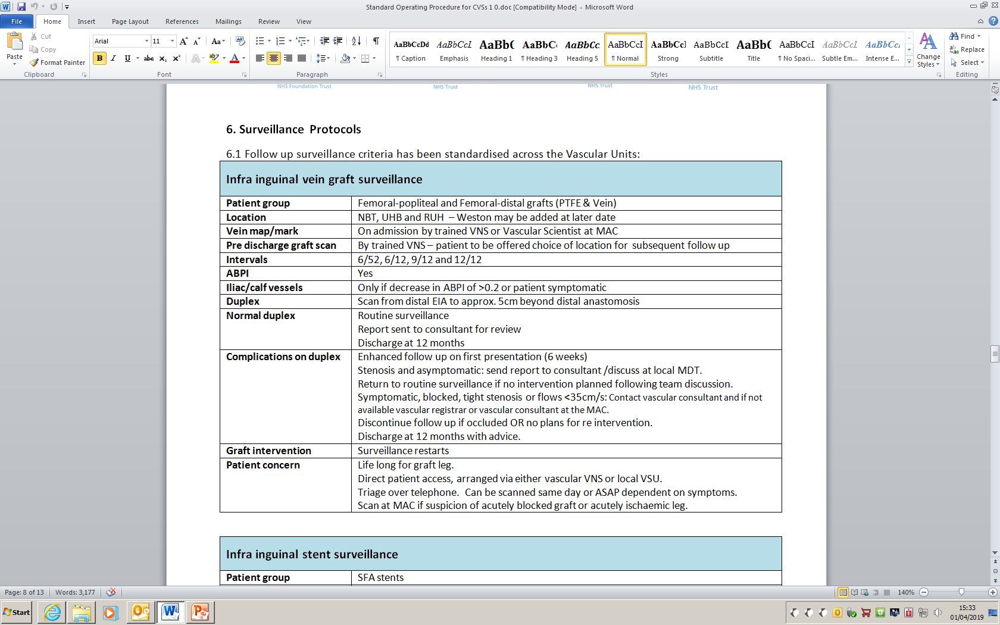 Standard Operating Procedure for CVSs 1 0.doc [Compatibility Mode] - Microsoft Word
File Home Insert Page Layout References Mailings Review View
Paste
Cut
Copy
Format Painter
Clipboard
Arial 11
Font
Paragraph
AaBbCcDd AaBbCcI AaBb( AaBbC AaBbCc. AaBbCcI AaBbCcI AaBbCcI AaBb( AaBbCcI AaBbCcI AaBbCc
¶ Caption Emphasis Heading 1 ¶ Heading 3 Heading 5 ¶ Normal Strong Subtitle Title ¶ No Spaci... Subtle Em... Intense E...
Styles
Change Styles
Find
Replace
Select
Editing
NHS Foundation Trust NHS Trust NHS Trust NHS Trust
6. Surveillance Protocols
6.1 Follow up surveillance criteria has been standardised across the Vascular Units:
Infra inguinal vein graft surveillance
Patient group Femoral-popliteal and Femoral-distal grafts (PTFE & Vein)
Location NBT, UHB and RUH – Weston may be added at later date
Vein map/mark On admission by trained VNS or Vascular Scientist at MAC
Pre discharge graft scan By trained VNS – patient to be offered choice of location for subsequent follow up
Intervals 6/52, 6/12, 9/12 and 12/12
ABPI Yes
Iliac/calf vessels Only if decrease in ABPI of >0.2 or patient symptomatic
Duplex Scan from distal EIA to approx. 5cm beyond distal anastomosis
Normal duplex Routine surveillance
Report sent to consultant for review
Discharge at 12 months
Complications on duplex Enhanced follow up on first presentation (6 weeks)
Stenosis and asymptomatic: send report to consultant /discuss at local MDT.
Return to routine surveillance if no intervention planned following team discussion.
Symptomatic, blocked, tight stenosis or flows <35cm/s: Contact vascular consultant and if not
available vascular registrar or vascular consultant at the MAC.
Discontinue follow up if occluded OR no plans for re intervention.
Discharge at 12 months with advice.
Graft intervention Surveillance restarts
Patient concern Life long for graft leg.
Direct patient access, arranged via either vascular VNS or local VSU.
Triage over telephone. Can be scanned same day or ASAP dependent on symptoms.
Scan at MAC if suspicion of acutely blocked graft or acutely ischaemic leg.
Infra inguinal stent surveillance
Patient group SFA stents
Page: 8 of 13 Words: 3,177 140%
Start 15:33
01/04/2019